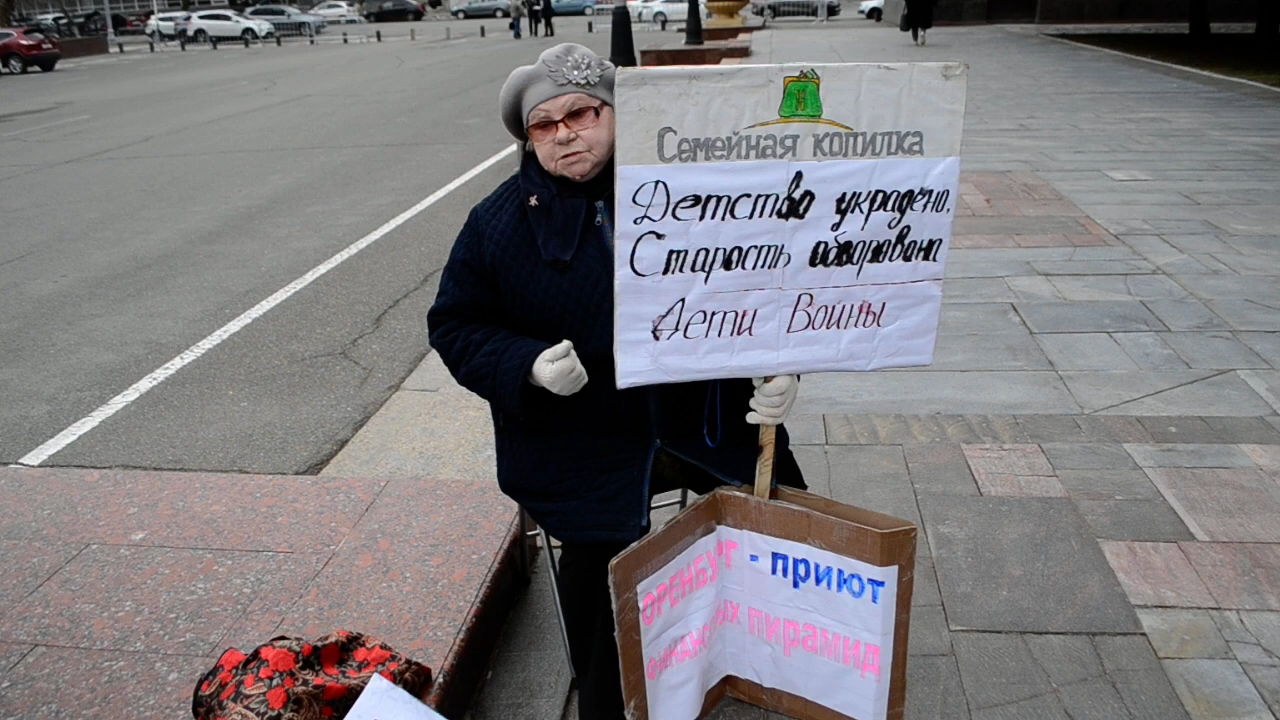 Семейная копилка
Детство украдено.
Старость обворована
Дети Войны
ОРЕНБУРГ - приют
финансовых пирамид